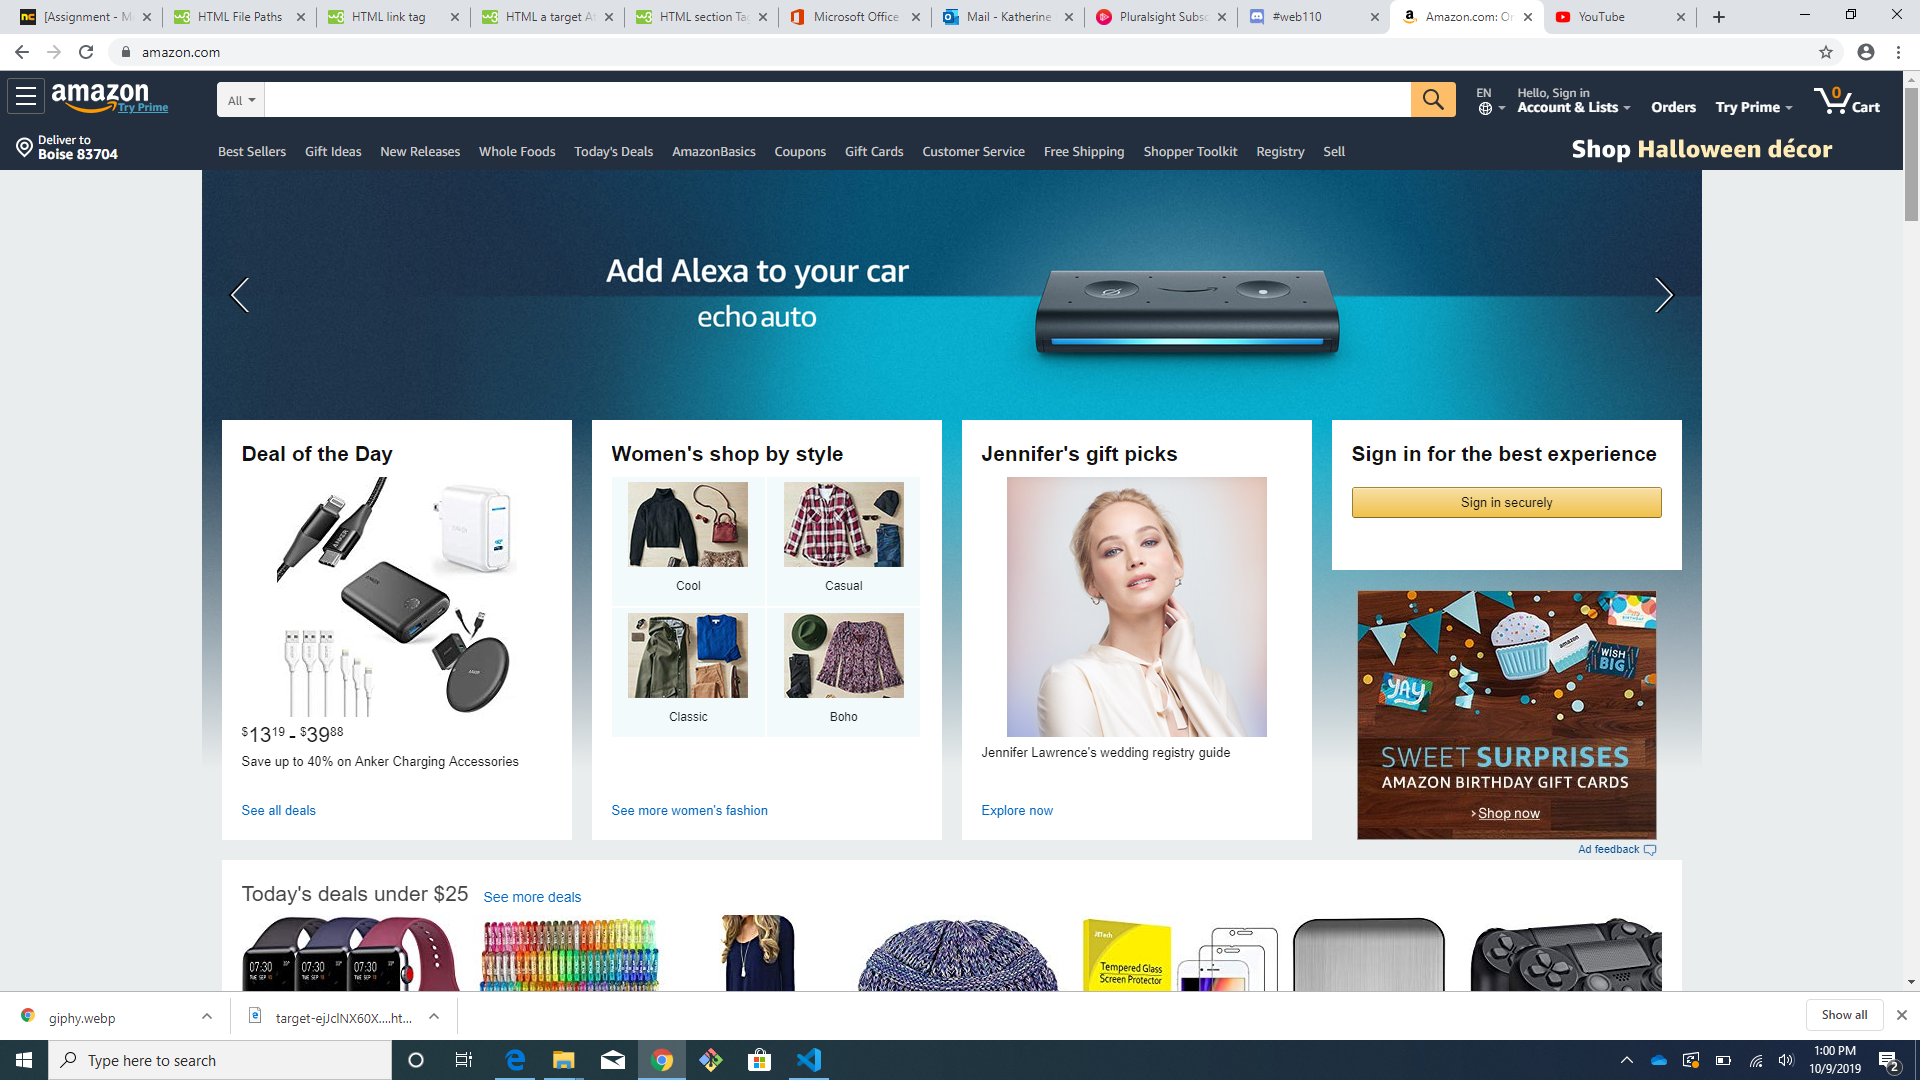 [Assignment - M
HTML File Paths
HTML link tag
HTML a target At
HTML section Ta
Microsoft Office
Mail - Katherine
Pluralsight Subsc
#web110
Amazon.com: On
YouTube
amazon.com
amazon
Try Prime
All
EN
Hello, Sign in
Account & Lists
Orders
Try Prime
0
Cart
Deliver to
Boise 83704
Best Sellers
Gift Ideas
New Releases
Whole Foods
Today's Deals
AmazonBasics
Coupons
Gift Cards
Customer Service
Free Shipping
Shopper Toolkit
Registry
Sell
Shop Halloween décor
Add Alexa to your car
echo auto
Deal of the Day
ANKER
$13.19 - $39.88
Save up to 40% on Anker Charging Accessories
See all deals
Women's shop by style
Cool
Casual
Classic
Boho
See more women's fashion
Jennifer's gift picks
Jennifer Lawrence's wedding registry guide
Explore now
Sign in for the best experience
Sign in securely
amazon
WISH
BIG
YAY
SWEET SURPRISES
AMAZON BIRTHDAY GIFT CARDS
› Shop now
Ad feedback
Today's deals under $25
See more deals
07:30
07:30
07:30
JETech
Tempered Glass
Screen Protector
giphy.webp
target-ejJclNX60X....ht...
Show all
Type here to search
1:00 PM
10/9/2019
2